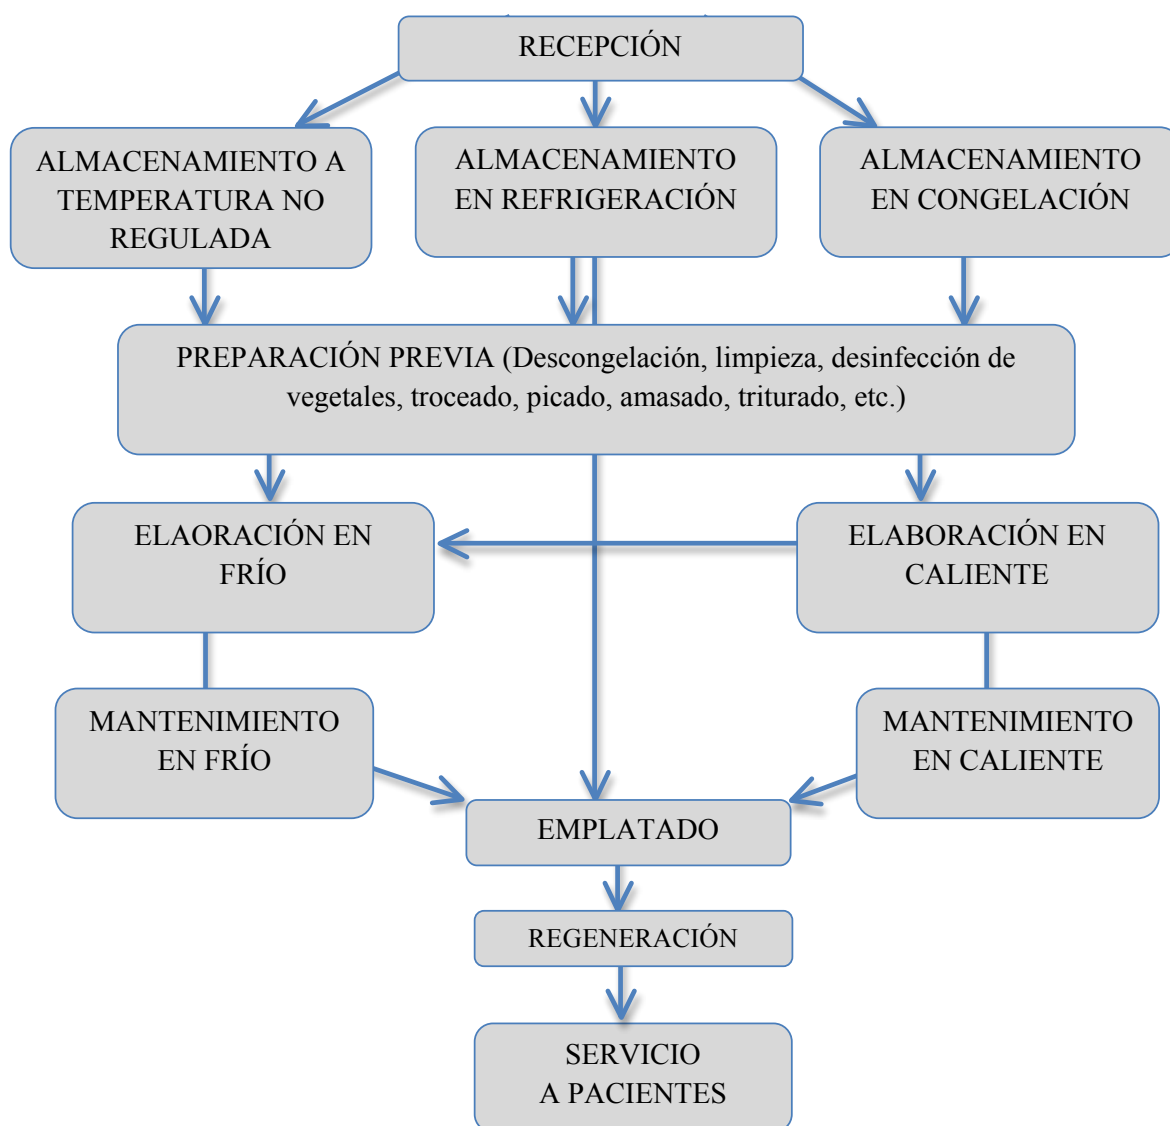 RECEPCIÓN
ALMACENAMIENTO A
TEMPERATURA NO
REGULADA
ALMACENAMIENTO
EN REFRIGERACIÓN
ALMACENAMIENTO
EN CONGELACIÓN
PREPARACIÓN PREVIA (Descongelación, limpieza, desinfección de
vegetales, troceado, picado, amasado, triturado, etc.)
ELAORACIÓN EN
FRÍO
ELABORACIÓN EN
CALIENTE
MANTENIMIENTO
EN FRÍO
MANTENIMIENTO
EN CALIENTE
EMPLATADO
REGENERACIÓN
SERVICIO
A PACIENTES